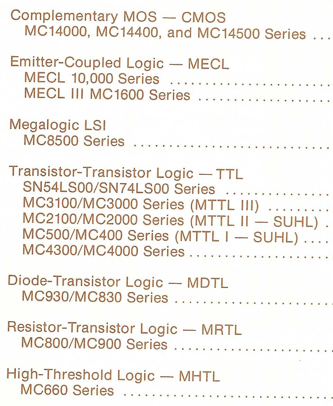 Complementary MOS — CMOS
MC14000, MC14400, and MC14500 Series ...
Emitter-Coupled Logic — MECL
MECL 10,000 Series ....................
MECL III MC1600 Series .................
Megalogic LSI
MC8500 Series .........................
Transistor-Transistor Logic — TTL
SN54LS00/SN74LS00 Series .............
MC3100/MC3000 Series (MTTL III) ........
MC2100/MC2000 Series (MTTL II — SUHL) .
MC500/MC400 Series (MTTL I — SUHL) ....
MC4300/MC4000 Series .................
Diode-Transistor Logic — MDTL
MC930/MC830 Series ...................
Resistor-Transistor Logic — MRTL
MC800/MC900 Series ...................
High-Threshold Logic — MHTL
MC660 Series ..........................